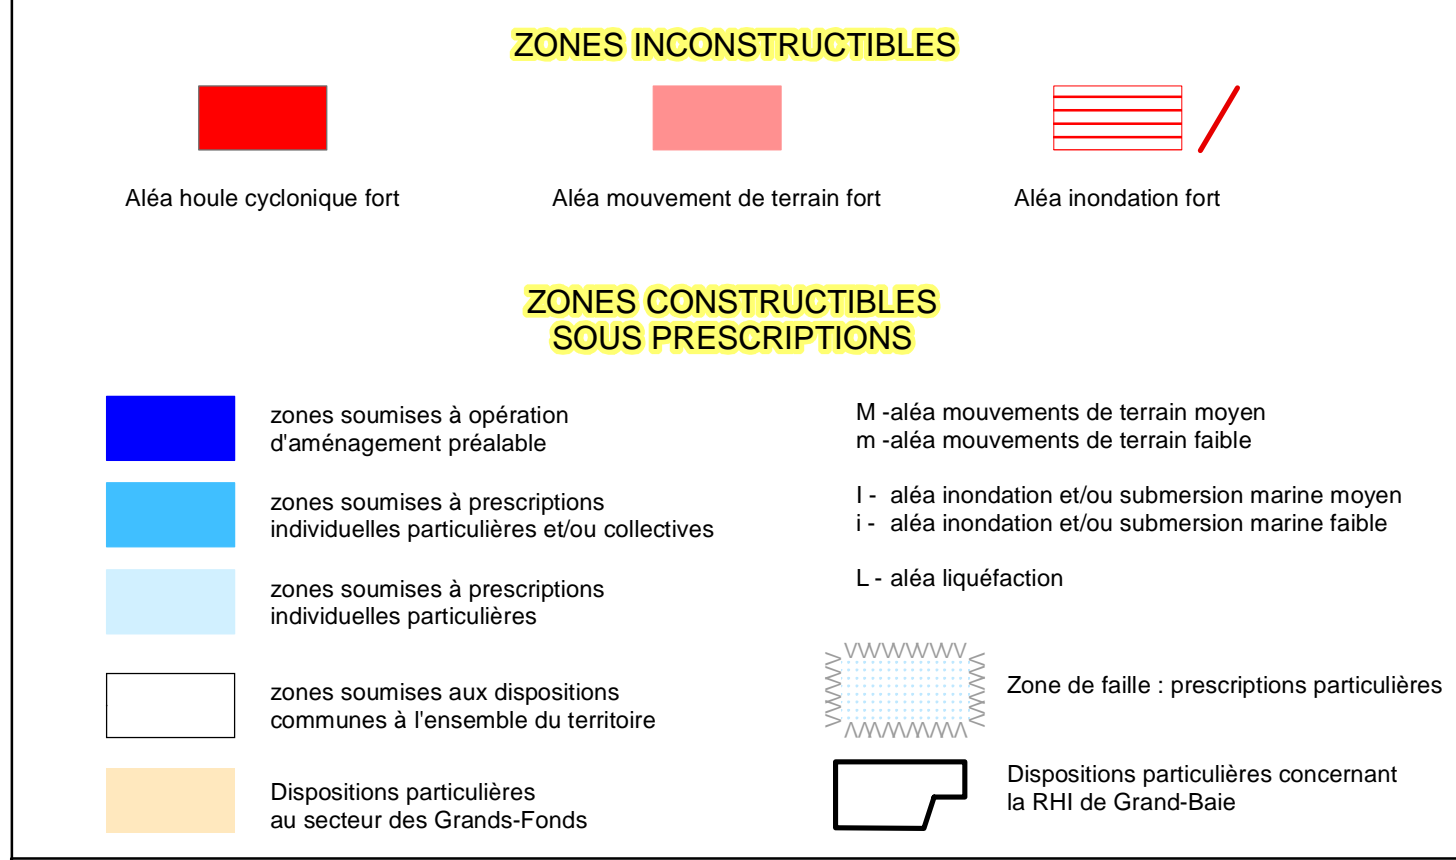 ZONES INCONSTRUCTIBLES
Aléa houle cyclonique fort
Aléa mouvement de terrain fort
Aléa inondation fort
ZONES CONSTRUCTIBLES
SOUS PRESCRIPTIONS
zones soumises à opération
d'aménagement préalable
zones soumises à prescriptions
individuelles particulières et/ou collectives
zones soumises à prescriptions
individuelles particulières
zones soumises aux dispositions
communes à l'ensemble du territoire
Dispositions particulières
au secteur des Grands-Fonds
M -aléa mouvements de terrain moyen
m -aléa mouvements de terrain faible
I - aléa inondation et/ou submersion marine moyen
i - aléa inondation et/ou submersion marine faible
L - aléa liquéfaction
Zone de faille : prescriptions particulières
Dispositions particulières concernant
la RHI de Grand-Baie